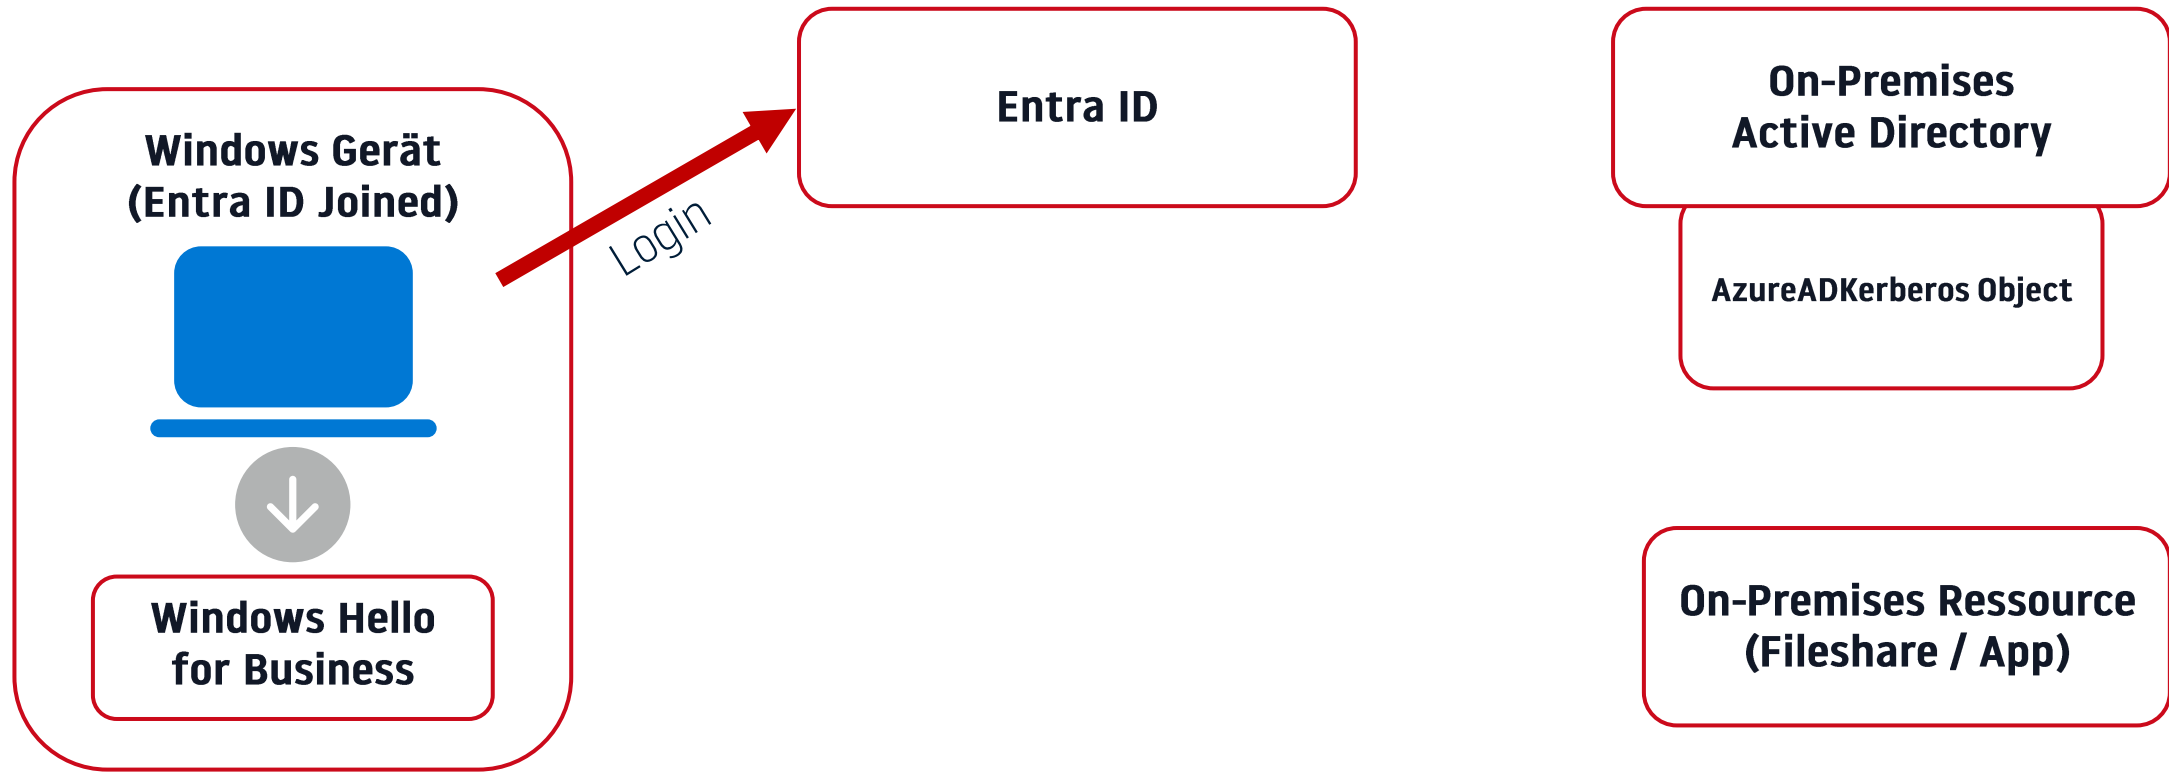 Windows Gerät
(Entra ID Joined)
Windows Hello
for Business
Login
Entra ID
On-Premises
Active Directory
AzureADKerberos Object
On-Premises Ressource
(Fileshare / App)